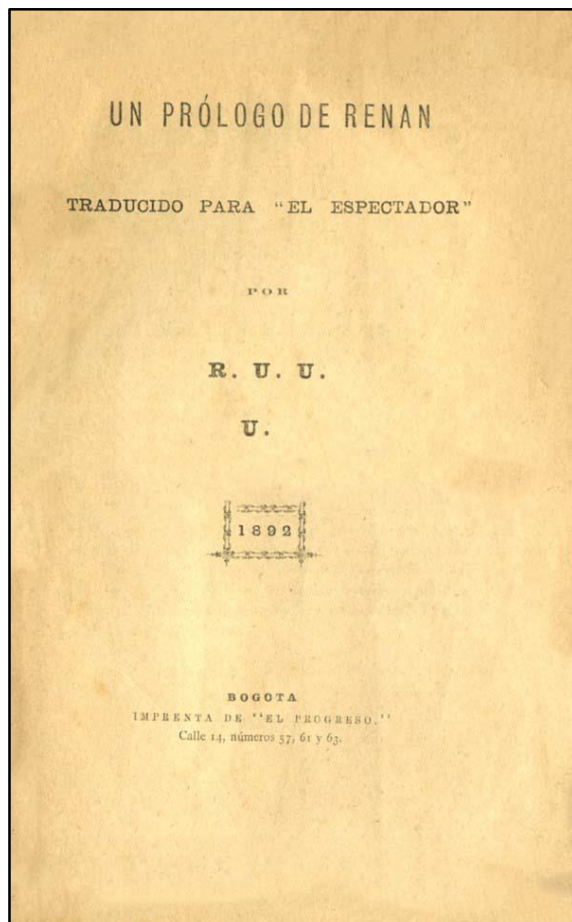 UN PRÓLOGO DE RENAN
TRADUCIDO PARA "EL ESPECTADOR"
POR
R. U. U.
U.
1892
BOGOTA
IMPRENTA DE "EL PROGRESO."
Calle 14, números 57, 61 y 63.